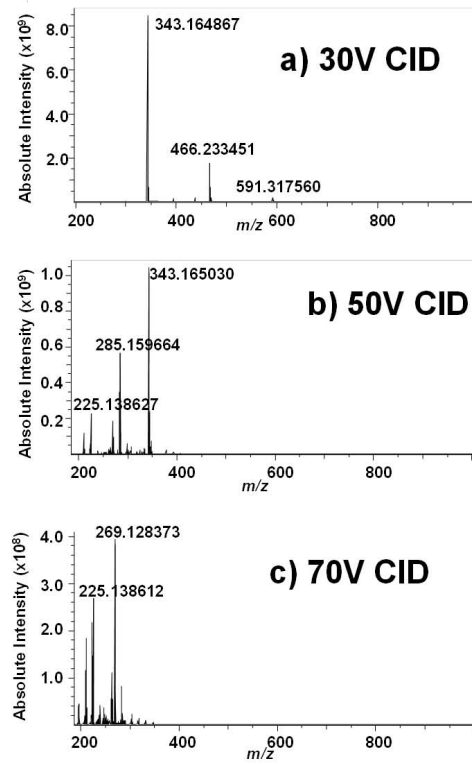 Absolute Intensity (x10⁹)
8.0
6.0
4.0
2.0
343.164867
a) 30V CID
466.233451
591.317560
200 400 600 800
m/z
Absolute Intensity (x10⁹)
1.0
0.8
0.6
0.4
0.2
343.165030
b) 50V CID
285.159664
225.138627
200 400 600 800
m/z
Absolute Intensity (x10⁸)
4.0
3.0
2.0
1.0
269.128373
c) 70V CID
225.138612
200 400 600 800
m/z